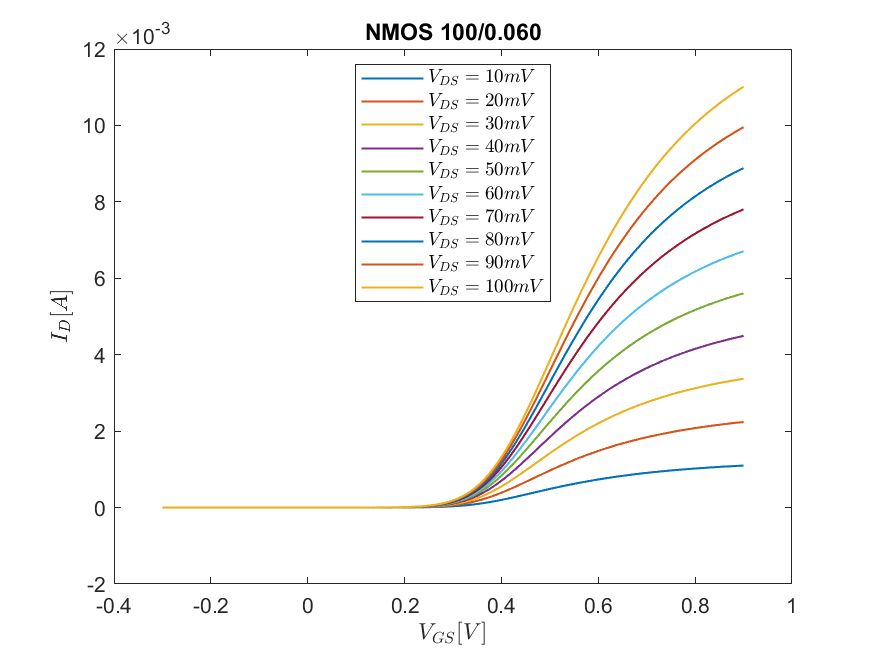 NMOS 100/0.060
×10⁻³
12
10
8
6
4
2
0
-2
I_D[A]
V_DS = 10mV
V_DS = 20mV
V_DS = 30mV
V_DS = 40mV
V_DS = 50mV
V_DS = 60mV
V_DS = 70mV
V_DS = 80mV
V_DS = 90mV
V_DS = 100mV
-0.4 -0.2 0 0.2 0.4 0.6 0.8 1
V_GS[V]